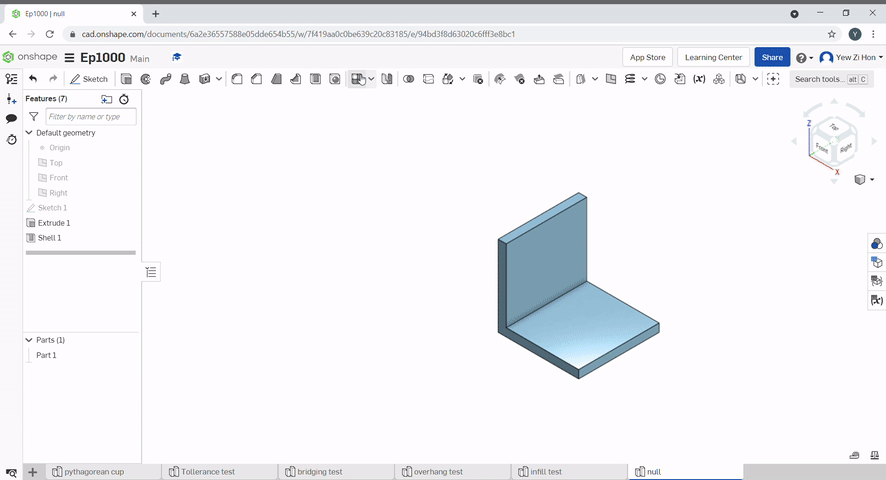 Ep1000 | null
cad.onshape.com/documents/6a2e36557588e05dde654b55/w/7f419aa0c0be639c20c83185/e/94bd3f8d63020c6fff3e8bc1
Y
Yew Zi Hon
onshape Ep1000 Main
App Store Learning Center Share Yew Zi Hon
Sketch
Search tools... alt C
Features (7)
Filter by name or type
Default geometry
Origin
Top
Front
Right
Sketch 1
Extrude 1
Shell 1
Z
Top
Front
Right
X
Parts (1)
Part 1
pythagorean cup Tollerance test bridging test overhang test infill test null